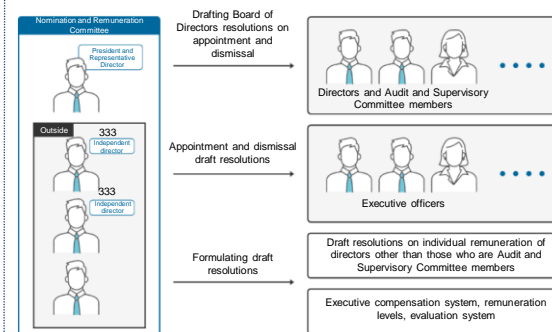 Nomination and Remuneration
Committee
President and
Representative
Director
Outside
333
Independent
director
333
Independent
director
Drafting Board of
Directors resolutions on
appointment and
dismissal
Directors and Audit and Supervisory
Committee members
Appointment and dismissal
draft resolutions
Executive officers
Formulating draft
resolutions
Draft resolutions on individual remuneration of
directors other than those who are Audit and
Supervisory Committee members
Executive compensation system, remuneration
levels, evaluation system